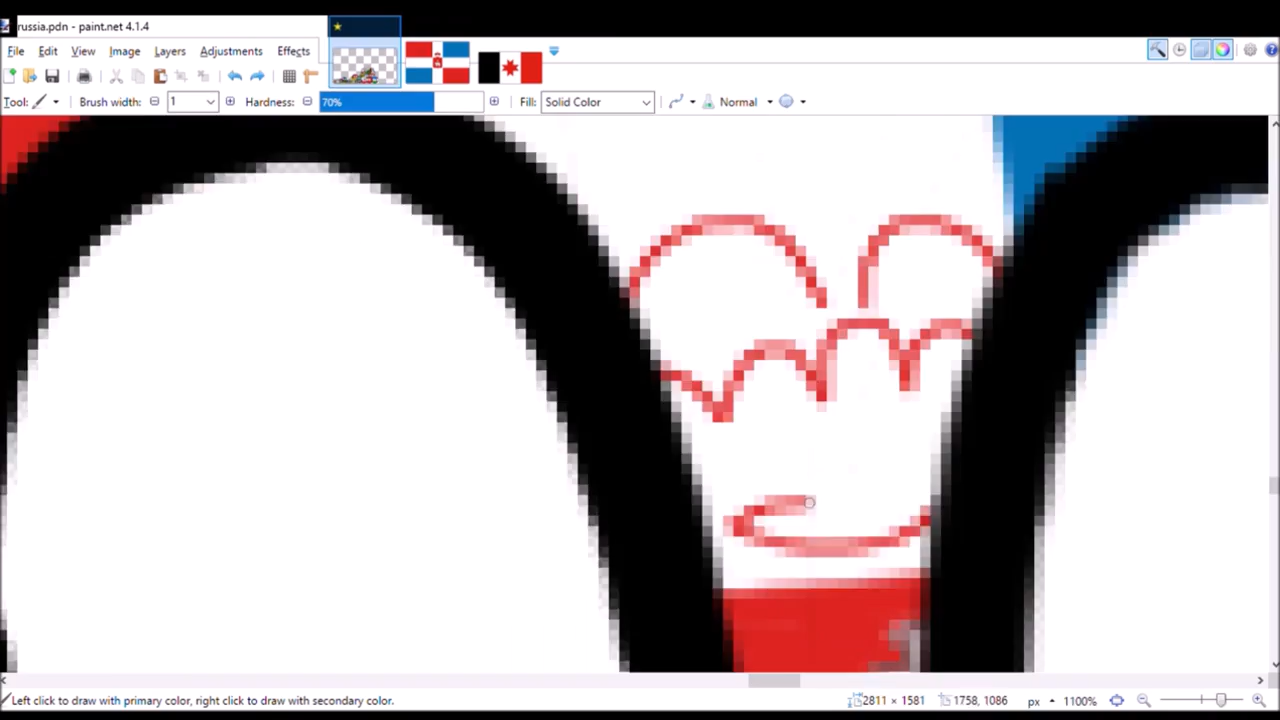 russia.pdn - paint.net 4.1.4
File Edit View Image Layers Adjustments Effects
Tool: Brush width: 1 Hardness: 70% Fill: Solid Color Normal
Left click to draw with primary color, right click to draw with secondary color. 2811 × 1581 1758, 1086 px 1100%